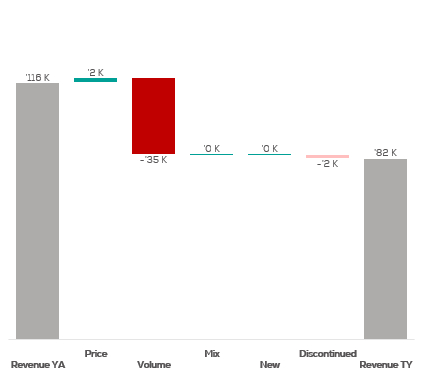 '2 K
'116 K
'0 K
'0 K
'82 K
-'35 K
-'2 K
Price
Mix
Discontinued
Revenue YA
Volume
New
Revenue TY